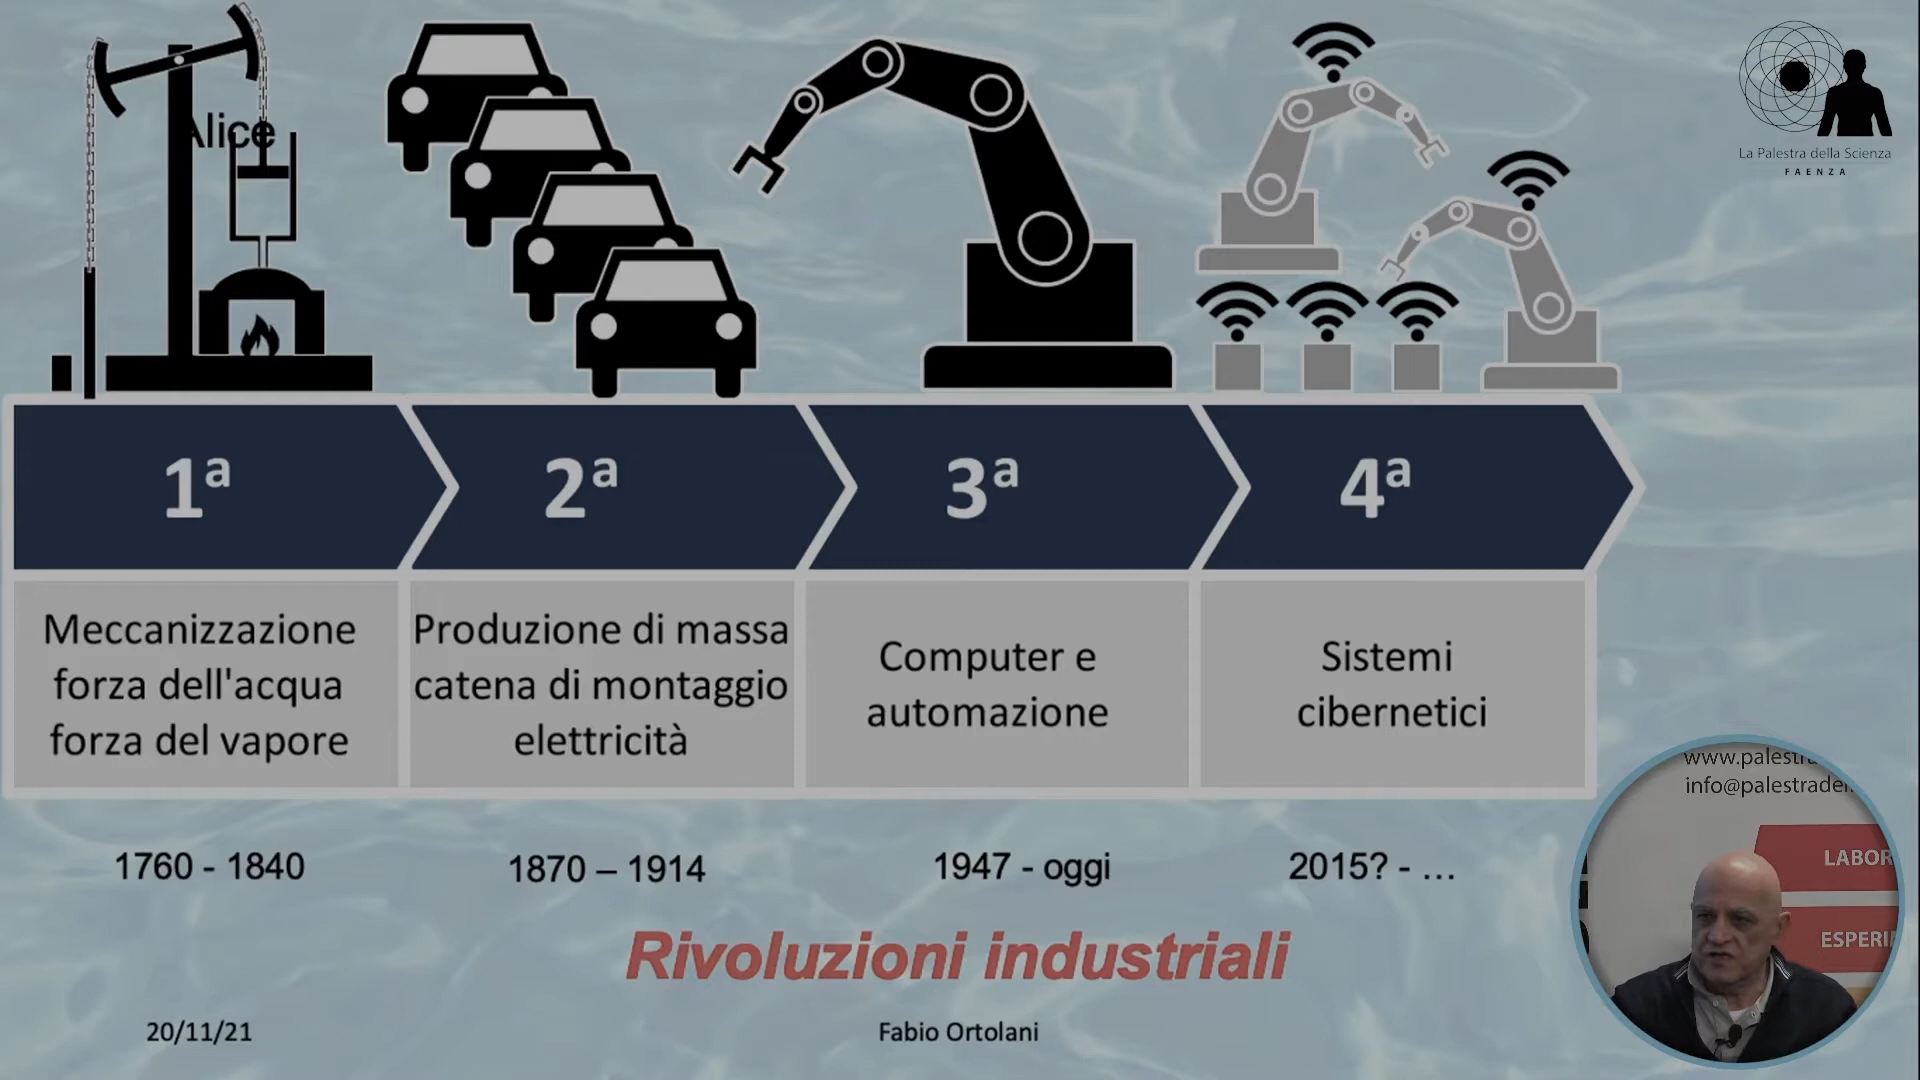 Alice
La Palestra della Scienza
FAENZA
1ª
2ª
3ª
4ª
Meccanizzazione
forza dell'acqua
forza del vapore
Produzione di massa
catena di montaggio
elettricità
Computer e
automazione
Sistemi
cibernetici
1760 - 1840
1870 – 1914
1947 - oggi
2015? - ...
Rivoluzioni industriali
20/11/21
Fabio Ortolani